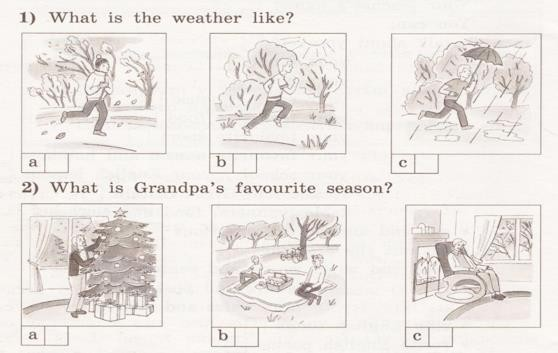 1) What is the weather like?
a
b
c
2) What is Grandpa's favourite season?
a
b
c